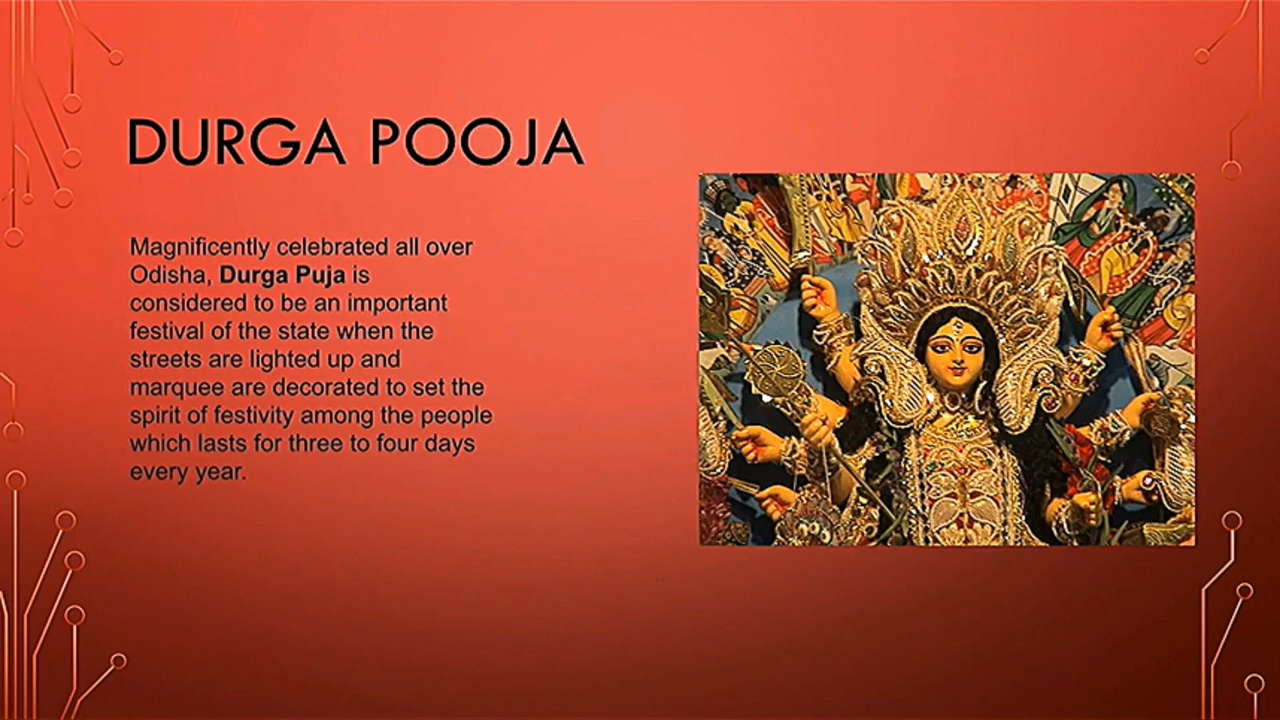 DURGA POOJA
Magnificently celebrated all over
Odisha, Durga Puja is
considered to be an important
festival of the state when the
streets are lighted up and
marquee are decorated to set the
spirit of festivity among the people
which lasts for three to four days
every year.